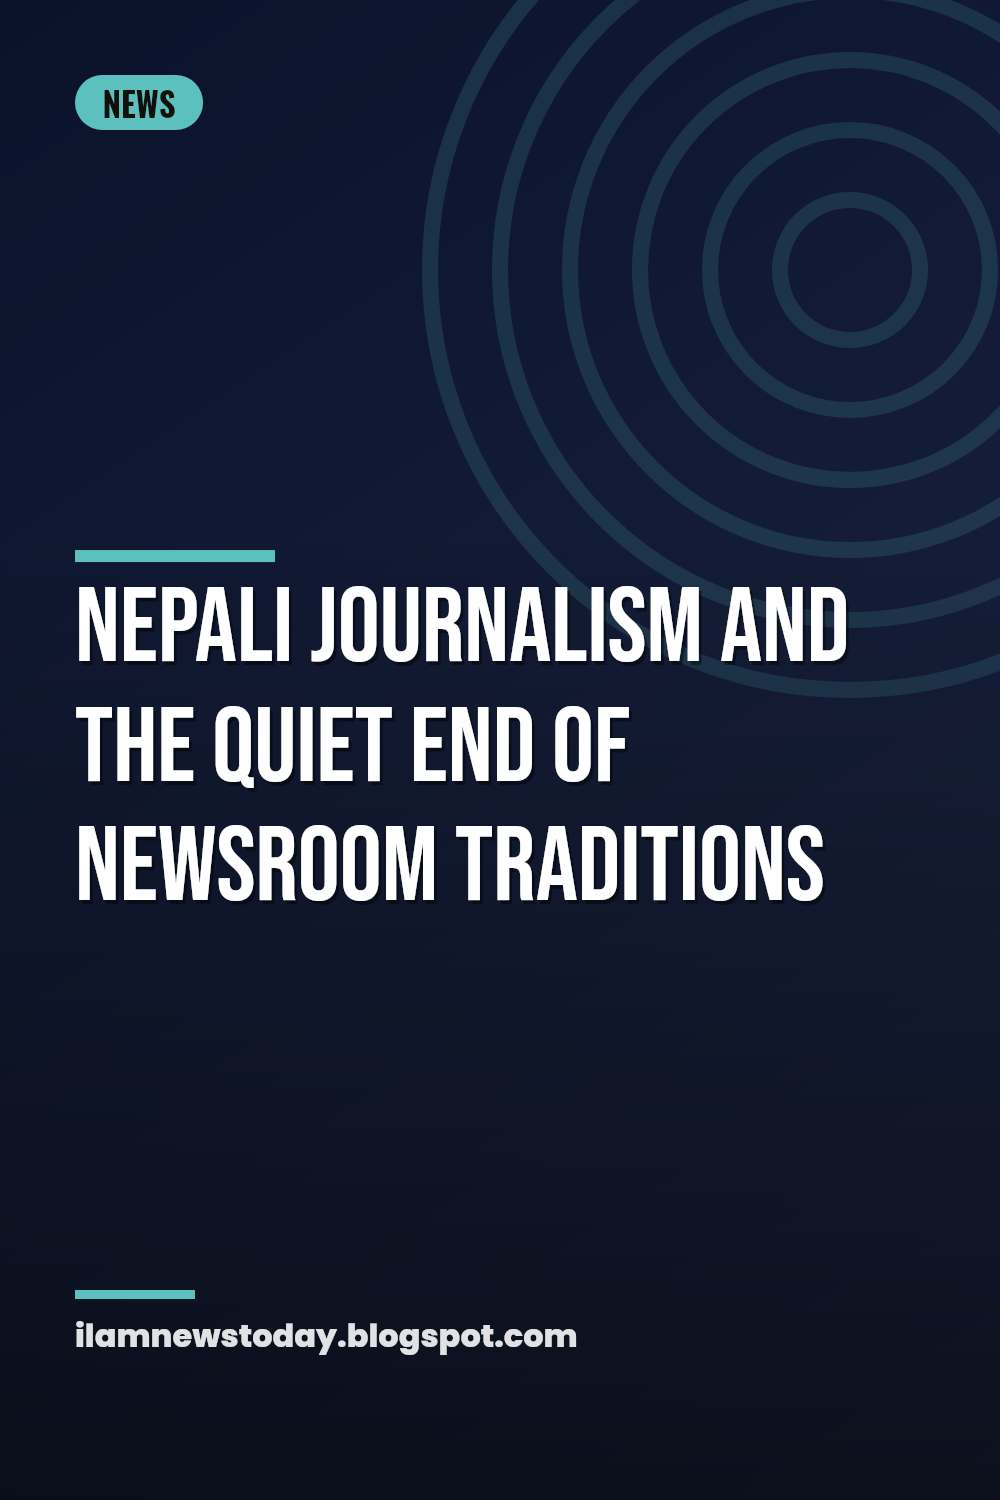 NEWS
NEPALI JOURNALISM AND
THE QUIET END OF
NEWSROOM TRADITIONS
ilamnewstoday.blogspot.com